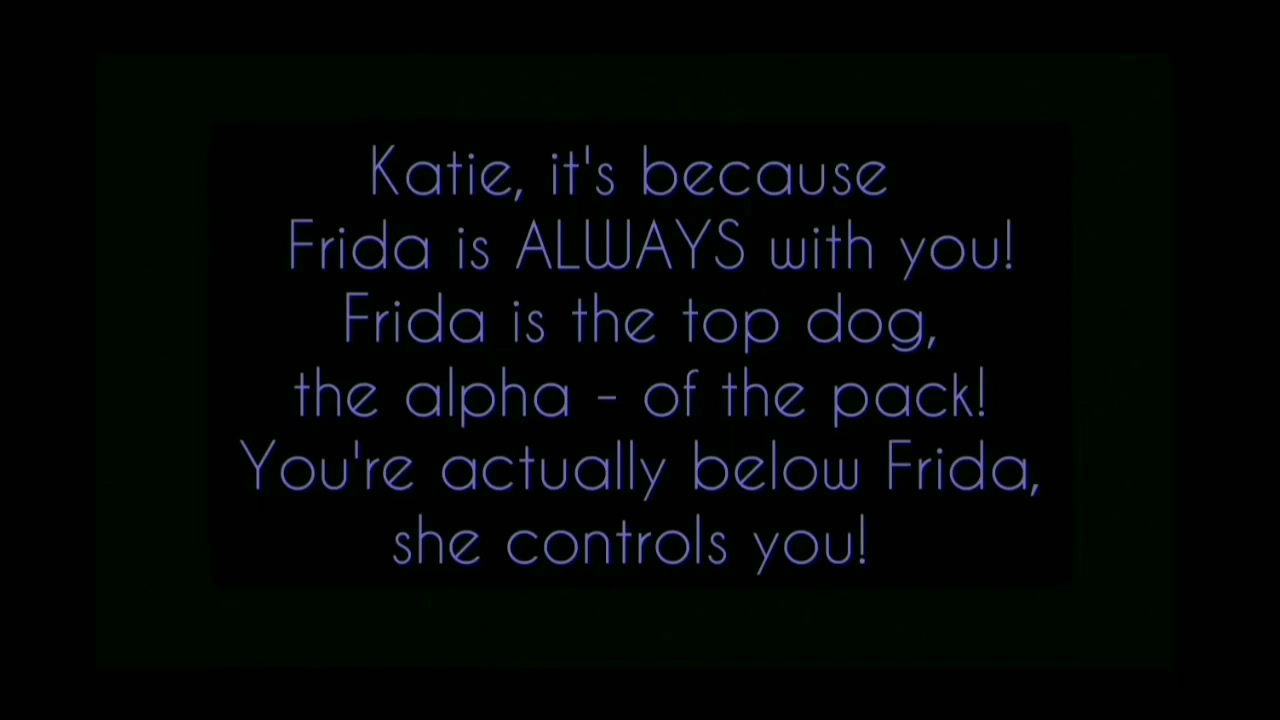 Katie, it's because
Frida is ALWAYS with you!
Frida is the top dog,
the alpha - of the pack!
You're actually below Frida,
she controls you!